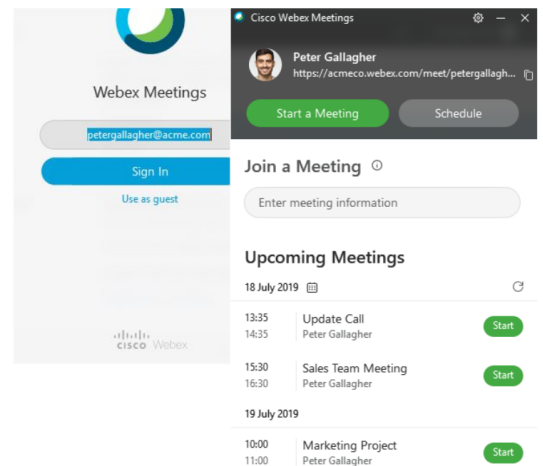 Webex Meetings
petergallagher@acme.com
Sign In
Use as guest
CISCO Webex
Cisco Webex Meetings
Peter Gallagher
https://acmeco.webex.com/meet/petergallagh...
Start a Meeting
Schedule
Join a Meeting
Enter meeting information
Upcoming Meetings
18 July 2019
13:35 Update Call Start
14:35 Peter Gallagher
15:30 Sales Team Meeting Start
16:30 Peter Gallagher
19 July 2019
10:00 Marketing Project Start
11:00 Peter Gallagher